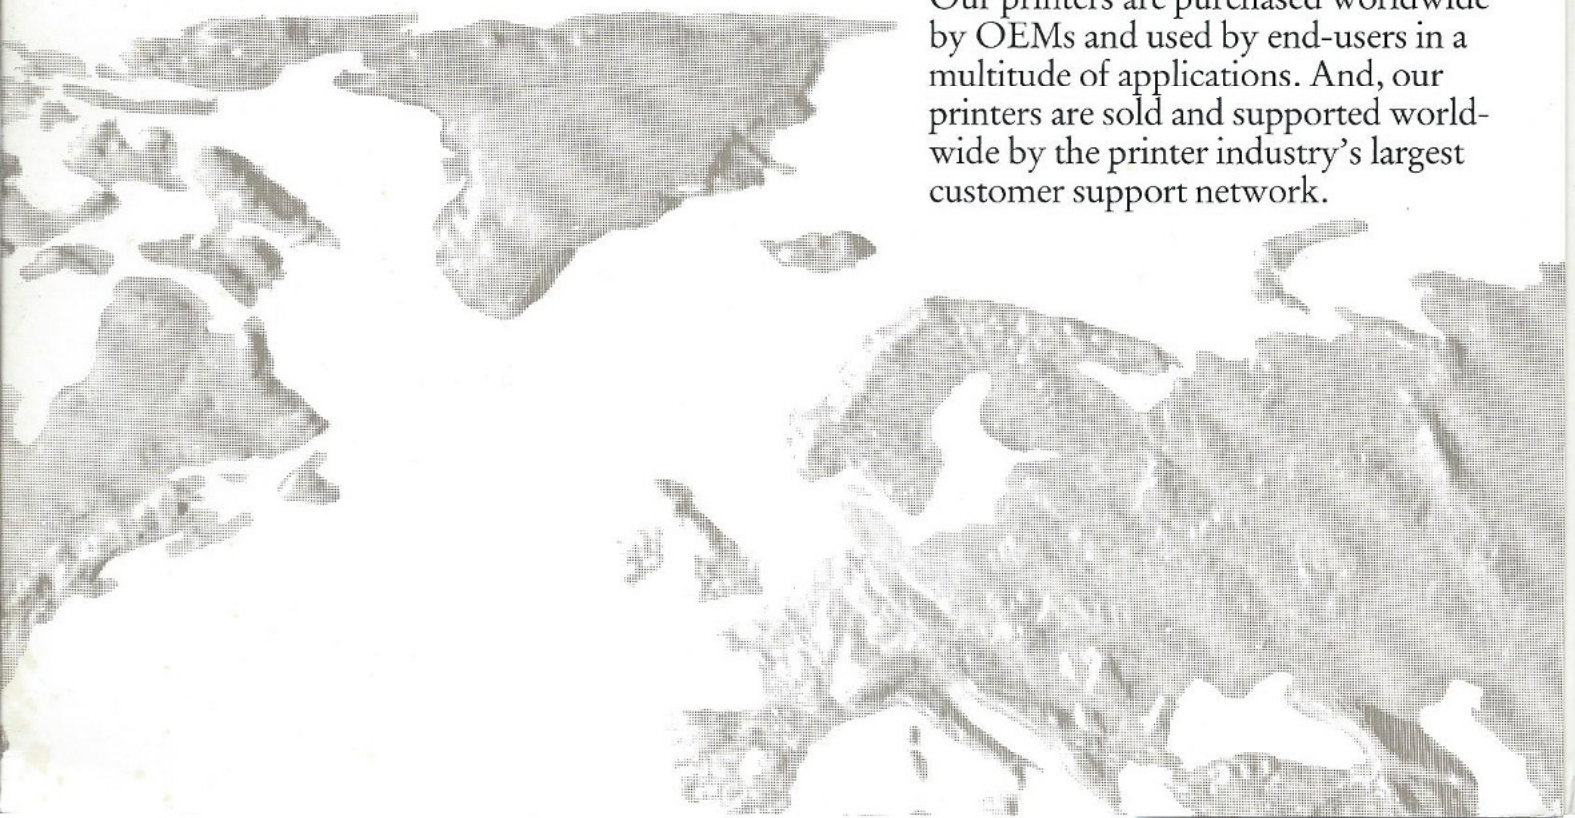 Our printers are purchased worldwide
by OEMs and used by end-users in a
multitude of applications. And, our
printers are sold and supported world-
wide by the printer industry's largest
customer support network.